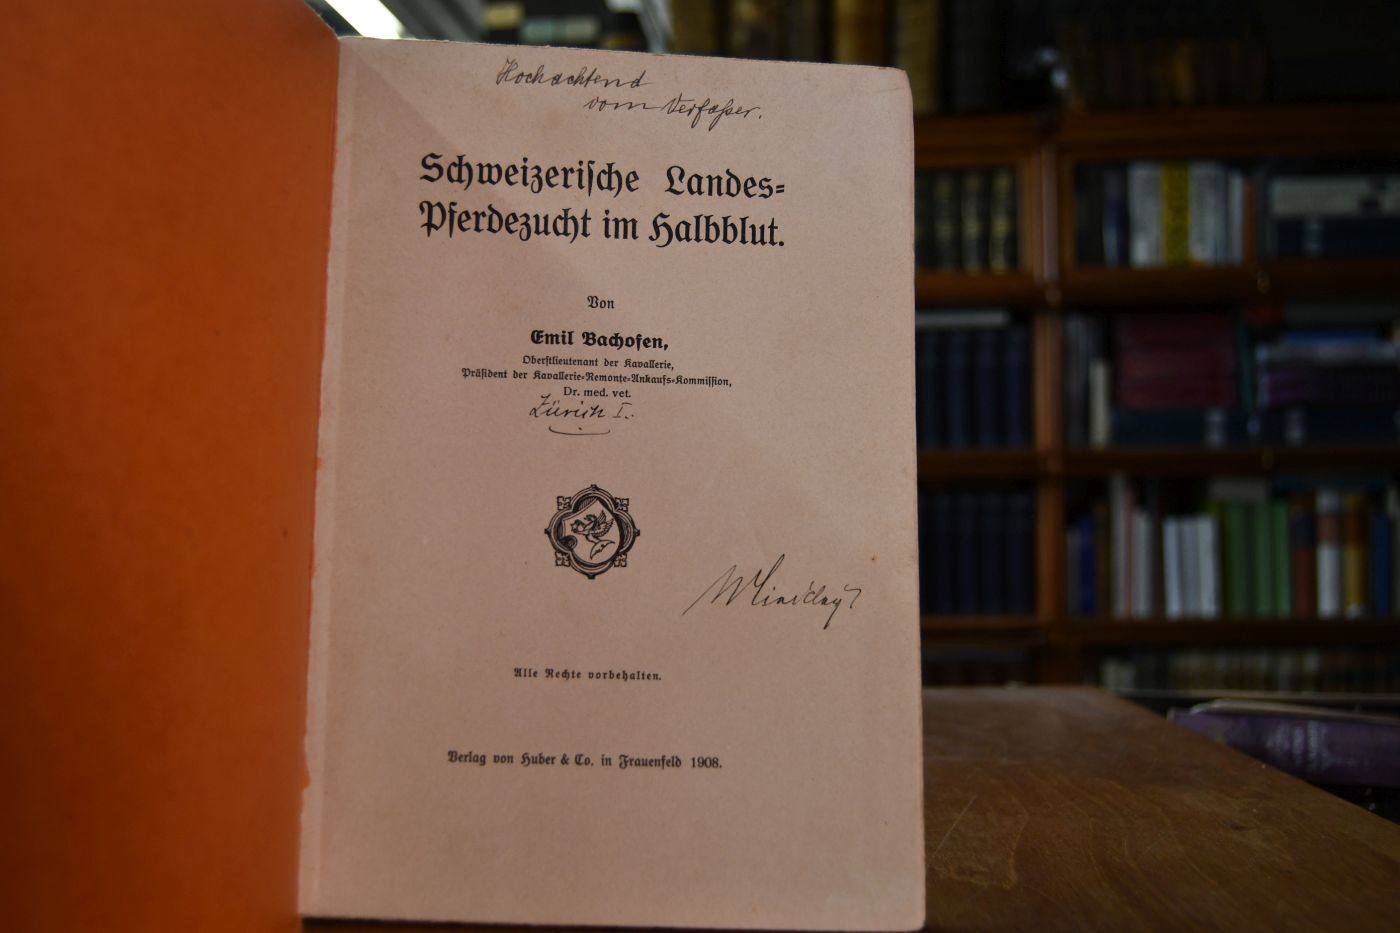 Hochachtend
vom Verfaßer.
Schweizerische Landes-
Pferdezucht im Halbblut.
Von
Emil Bachofen,
Oberstlieutenant der Kavallerie,
Präsident der Kavallerie-Remonte-Ankaufs-Kommission,
Dr. med. vet.
Zürich I.
Alle Rechte vorbehalten.
Verlag von Huber & Co. in Frauenfeld 1908.